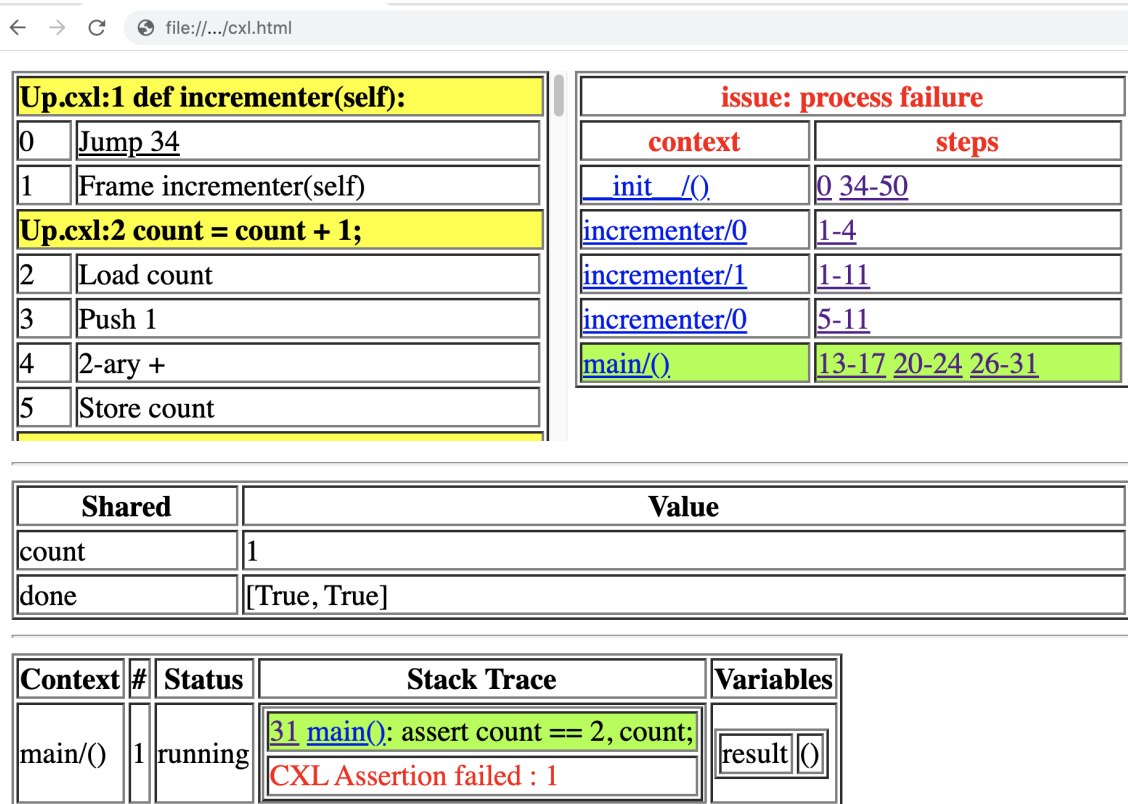 file://.../cxl.html
Up.cxl:1 def incrementer(self):
0 Jump 34
1 Frame incrementer(self)
Up.cxl:2 count = count + 1;
2 Load count
3 Push 1
4 2-ary +
5 Store count
issue: process failure
context steps
__init__/() 0 34-50
incrementer/0 1-4
incrementer/1 1-11
incrementer/0 5-11
main/() 13-17 20-24 26-31
Shared Value
count 1
done [True, True]
Context # Status Stack Trace Variables
main/() 1 running 31 main(): assert count == 2, count; result ()
CXL Assertion failed : 1